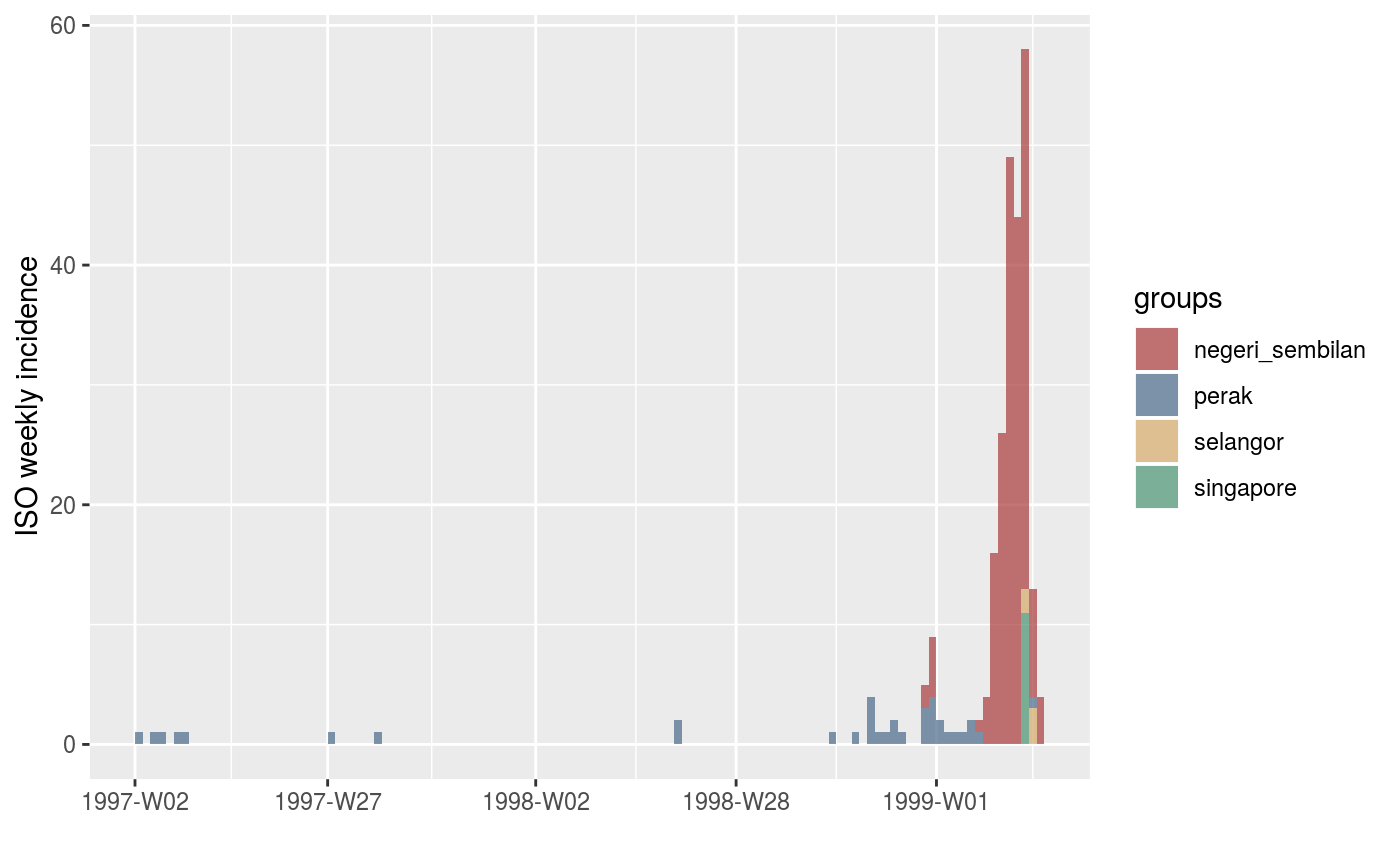 ISO weekly incidence
60
40
20
0
1997-W02
1997-W27
1998-W02
1998-W28
1999-W01
groups
negeri_sembilan
perak
selangor
singapore